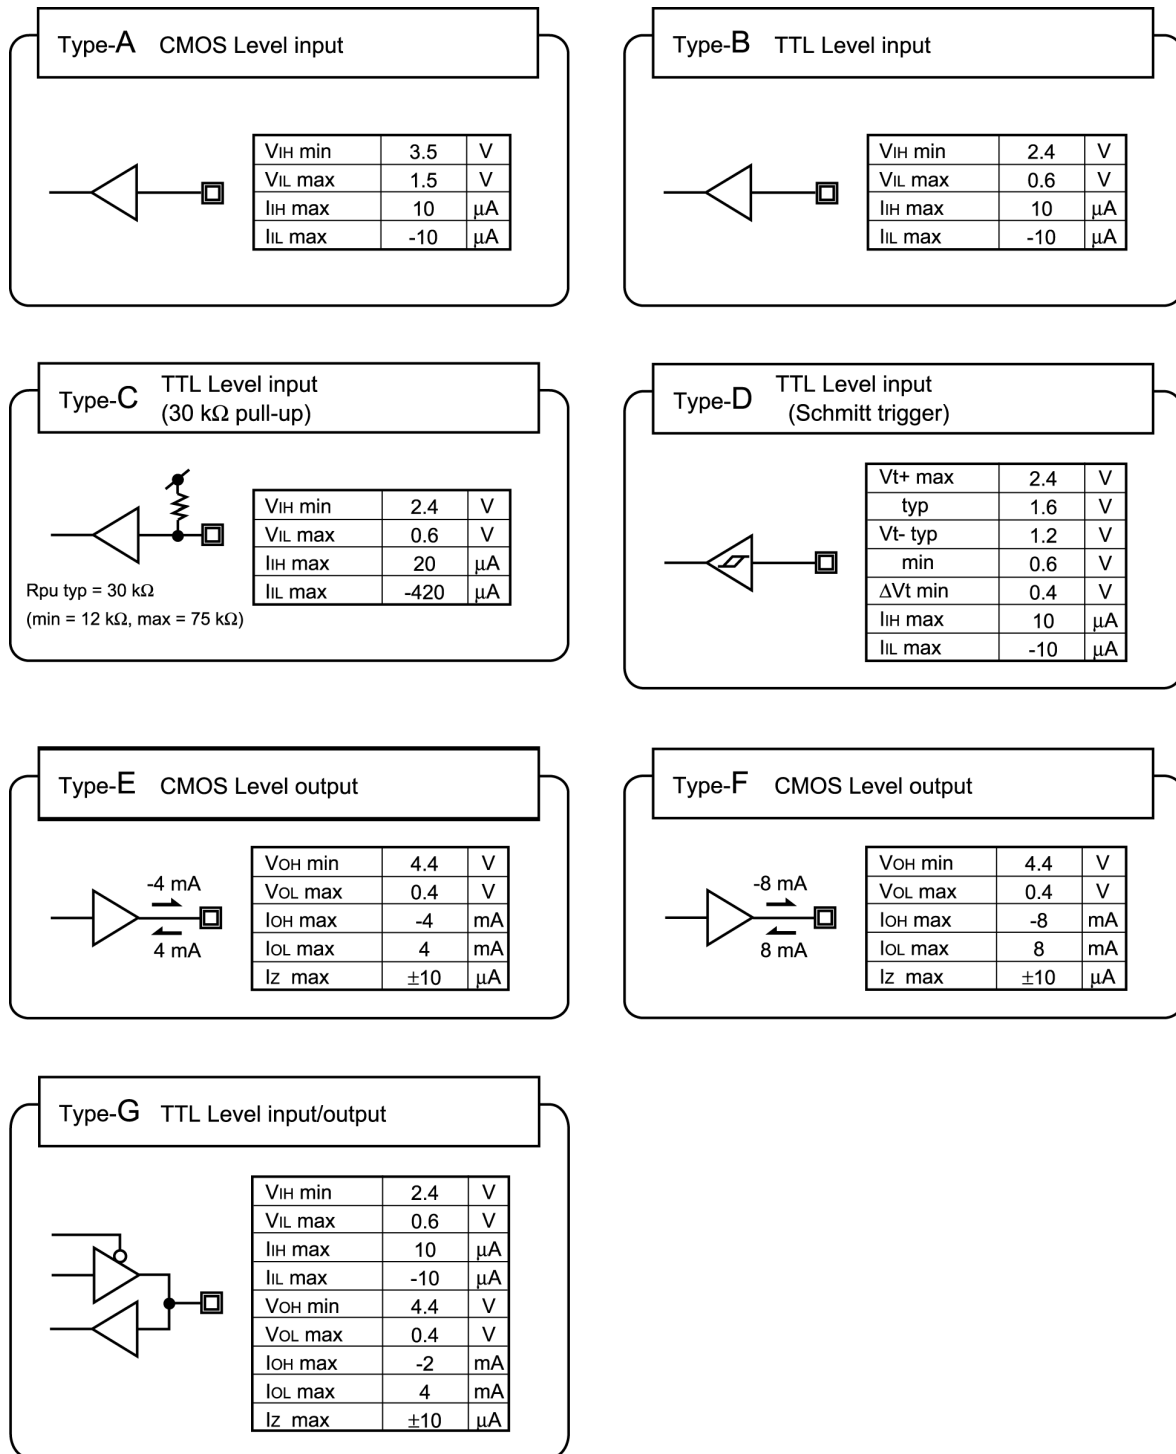 Type-A CMOS Level input
VIH min 3.5 V
VIL max 1.5 V
IIH max 10 μA
IIL max -10 μA
Type-B TTL Level input
VIH min 2.4 V
VIL max 0.6 V
IIH max 10 μA
IIL max -10 μA
Type-C TTL Level input
(30 kΩ pull-up)
VIH min 2.4 V
VIL max 0.6 V
IIH max 20 μA
IIL max -420 μA
Rpu typ = 30 kΩ
(min = 12 kΩ, max = 75 kΩ)
Type-D TTL Level input
(Schmitt trigger)
Vt+ max 2.4 V
typ 1.6 V
Vt- typ 1.2 V
min 0.6 V
ΔVt min 0.4 V
IIH max 10 μA
IIL max -10 μA
Type-E CMOS Level output
-4 mA
4 mA
VOH min 4.4 V
VOL max 0.4 V
IOH max -4 mA
IOL max 4 mA
IZ max ±10 μA
Type-F CMOS Level output
-8 mA
8 mA
VOH min 4.4 V
VOL max 0.4 V
IOH max -8 mA
IOL max 8 mA
IZ max ±10 μA
Type-G TTL Level input/output
VIH min 2.4 V
VIL max 0.6 V
IIH max 10 μA
IIL max -10 μA
VOH min 4.4 V
VOL max 0.4 V
IOH max -2 mA
IOL max 4 mA
IZ max ±10 μA